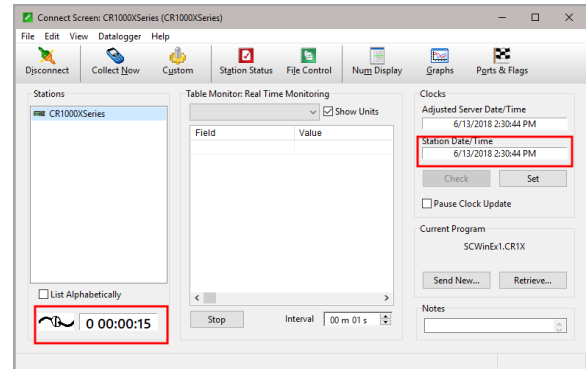 Connect Screen: CR1000XSeries (CR1000XSeries)
File Edit View Datalogger Help
Disconnect Collect Now Custom Station Status File Control Num Display Graphs Ports & Flags
Stations
CR1000XSeries
List Alphabetically
0 00:00:15
Table Monitor: Real Time Monitoring
Show Units
Field Value
Stop Interval 00 m 01 s
Clocks
Adjusted Server Date/Time
6/13/2018 2:30:44 PM
Station Date/Time
6/13/2018 2:30:44 PM
Check Set
Pause Clock Update
Current Program
SCWinEx1.CR1X
Send New... Retrieve...
Notes